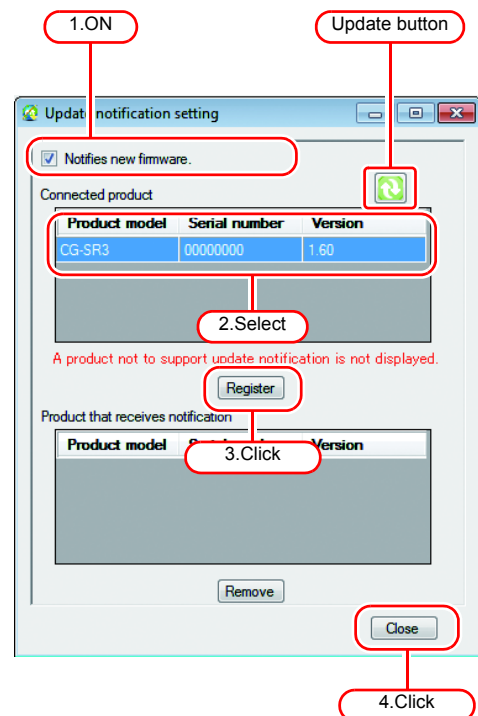 1.ON
Update button
Update notification setting
Notifies new firmware.
Connected product
Product model Serial number Version
CG-SR3 00000000 1.60
2.Select
A product not to support update notification is not displayed.
Register
Product that receives notification
Product model Version
3.Click
Remove
Close
4.Click